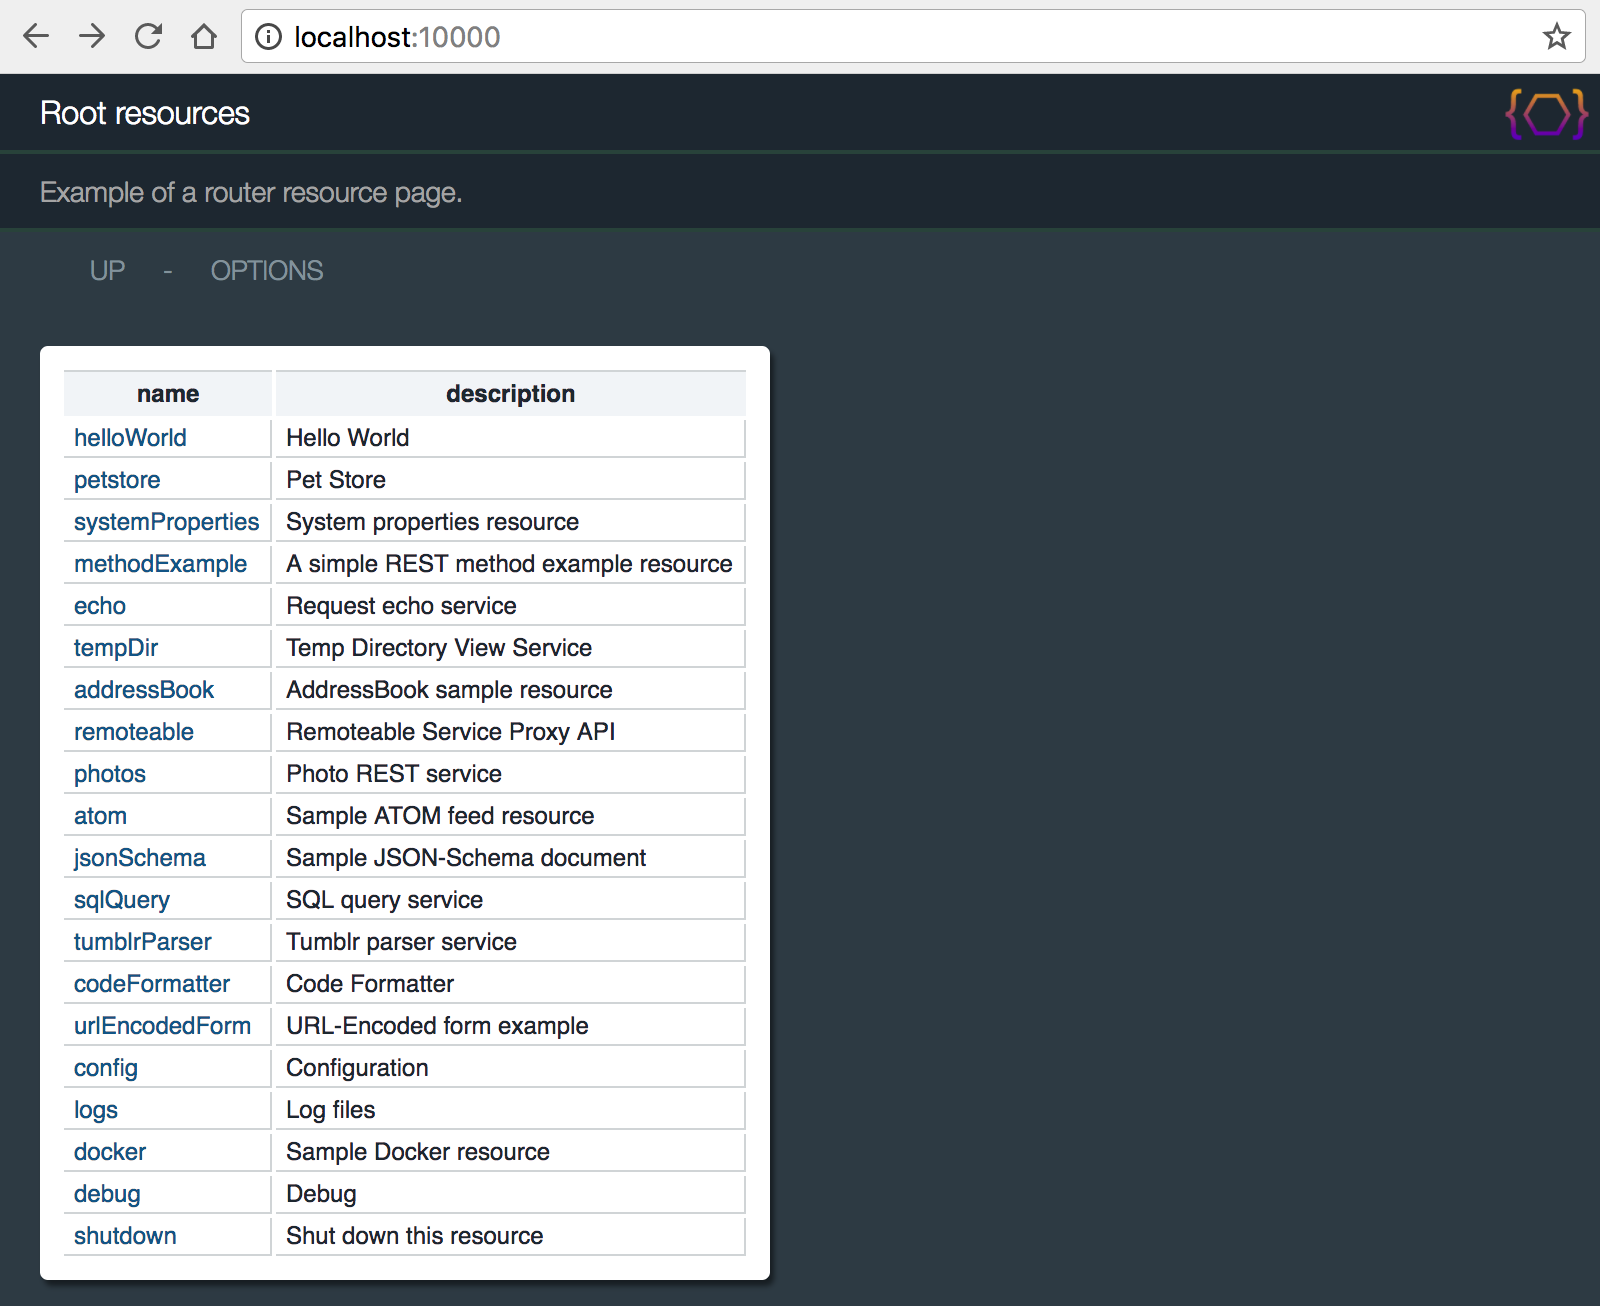 localhost:10000
Root resources
Example of a router resource page.
UP - OPTIONS
name description
helloWorld Hello World
petstore Pet Store
systemProperties System properties resource
methodExample A simple REST method example resource
echo Request echo service
tempDir Temp Directory View Service
addressBook AddressBook sample resource
remoteable Remoteable Service Proxy API
photos Photo REST service
atom Sample ATOM feed resource
jsonSchema Sample JSON-Schema document
sqlQuery SQL query service
tumblrParser Tumblr parser service
codeFormatter Code Formatter
urlEncodedForm URL-Encoded form example
config Configuration
logs Log files
docker Sample Docker resource
debug Debug
shutdown Shut down this resource